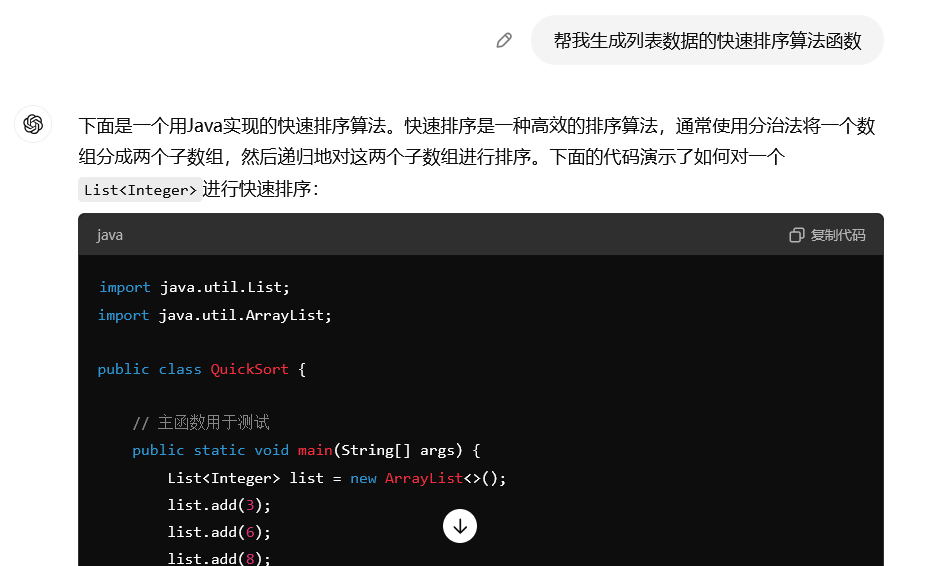 帮我生成列表数据的快速排序算法函数
下面是一个用Java实现的快速排序算法。快速排序是一种高效的排序算法，通常使用分治法将一个数
组分成两个子数组，然后递归地对这两个子数组进行排序。下面的代码演示了如何对一个
List<Integer>进行快速排序：
java 复制代码
import java.util.List;
import java.util.ArrayList;
public class QuickSort {
// 主函数用于测试
public static void main(String[] args) {
List<Integer> list = new ArrayList<>();
list.add(3);
list.add(6);
list.add(8);